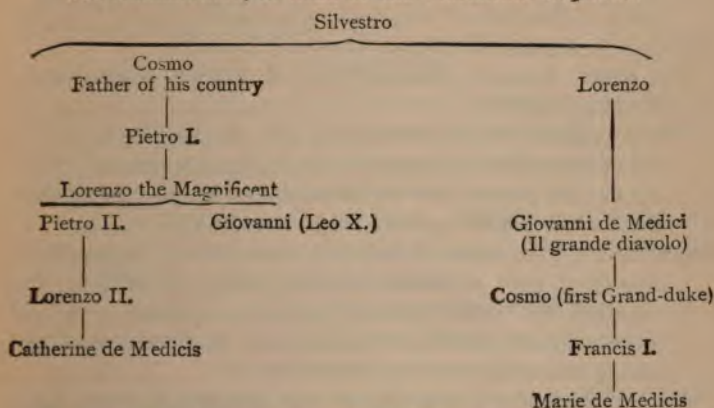 Silvestro
Cosmo
Father of his country
Lorenzo
Pietro I.
Lorenzo the Magnificent
Pietro II. Giovanni (Leo X.)
Giovanni de Medici
(Il grande diavolo)
Lorenzo II.
Cosmo (first Grand-duke)
Catherine de Medicis
Francis I.
Marie de Medicis